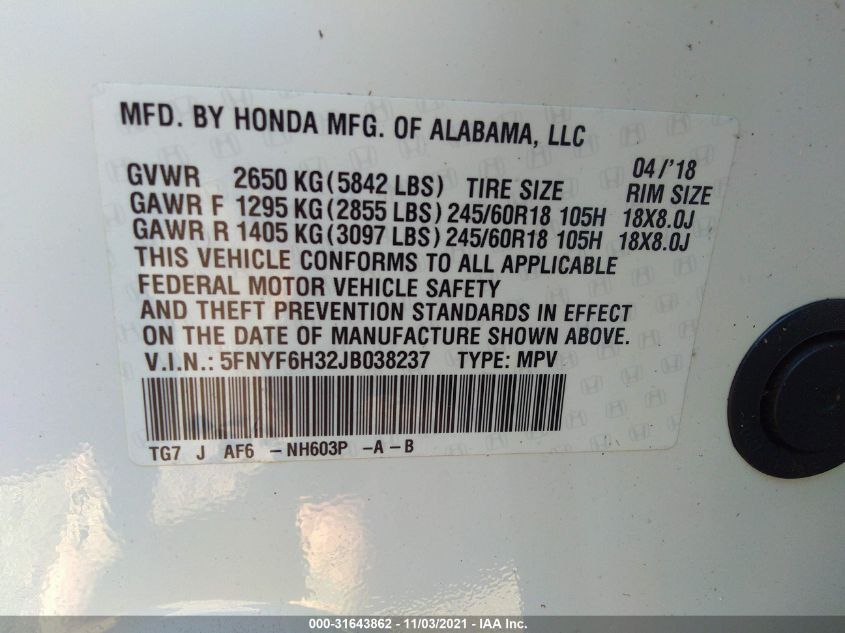 MFD. BY HONDA MFG. OF ALABAMA, LLC
04/'18
GVWR 2650 KG(5842 LBS) TIRE SIZE RIM SIZE
GAWR F 1295 KG(2855 LBS) 245/60R18 105H 18X8.0J
GAWR R 1405 KG(3097 LBS) 245/60R18 105H 18X8.0J
THIS VEHICLE CONFORMS TO ALL APPLICABLE
FEDERAL MOTOR VEHICLE SAFETY
AND THEFT PREVENTION STANDARDS IN EFFECT
ON THE DATE OF MANUFACTURE SHOWN ABOVE.
V.I.N.: 5FNYF6H32JB038237 TYPE: MPV
TG7 J AF6 -NH603P -A-B
000-31643862 - 11/03/2021 - IAA Inc.